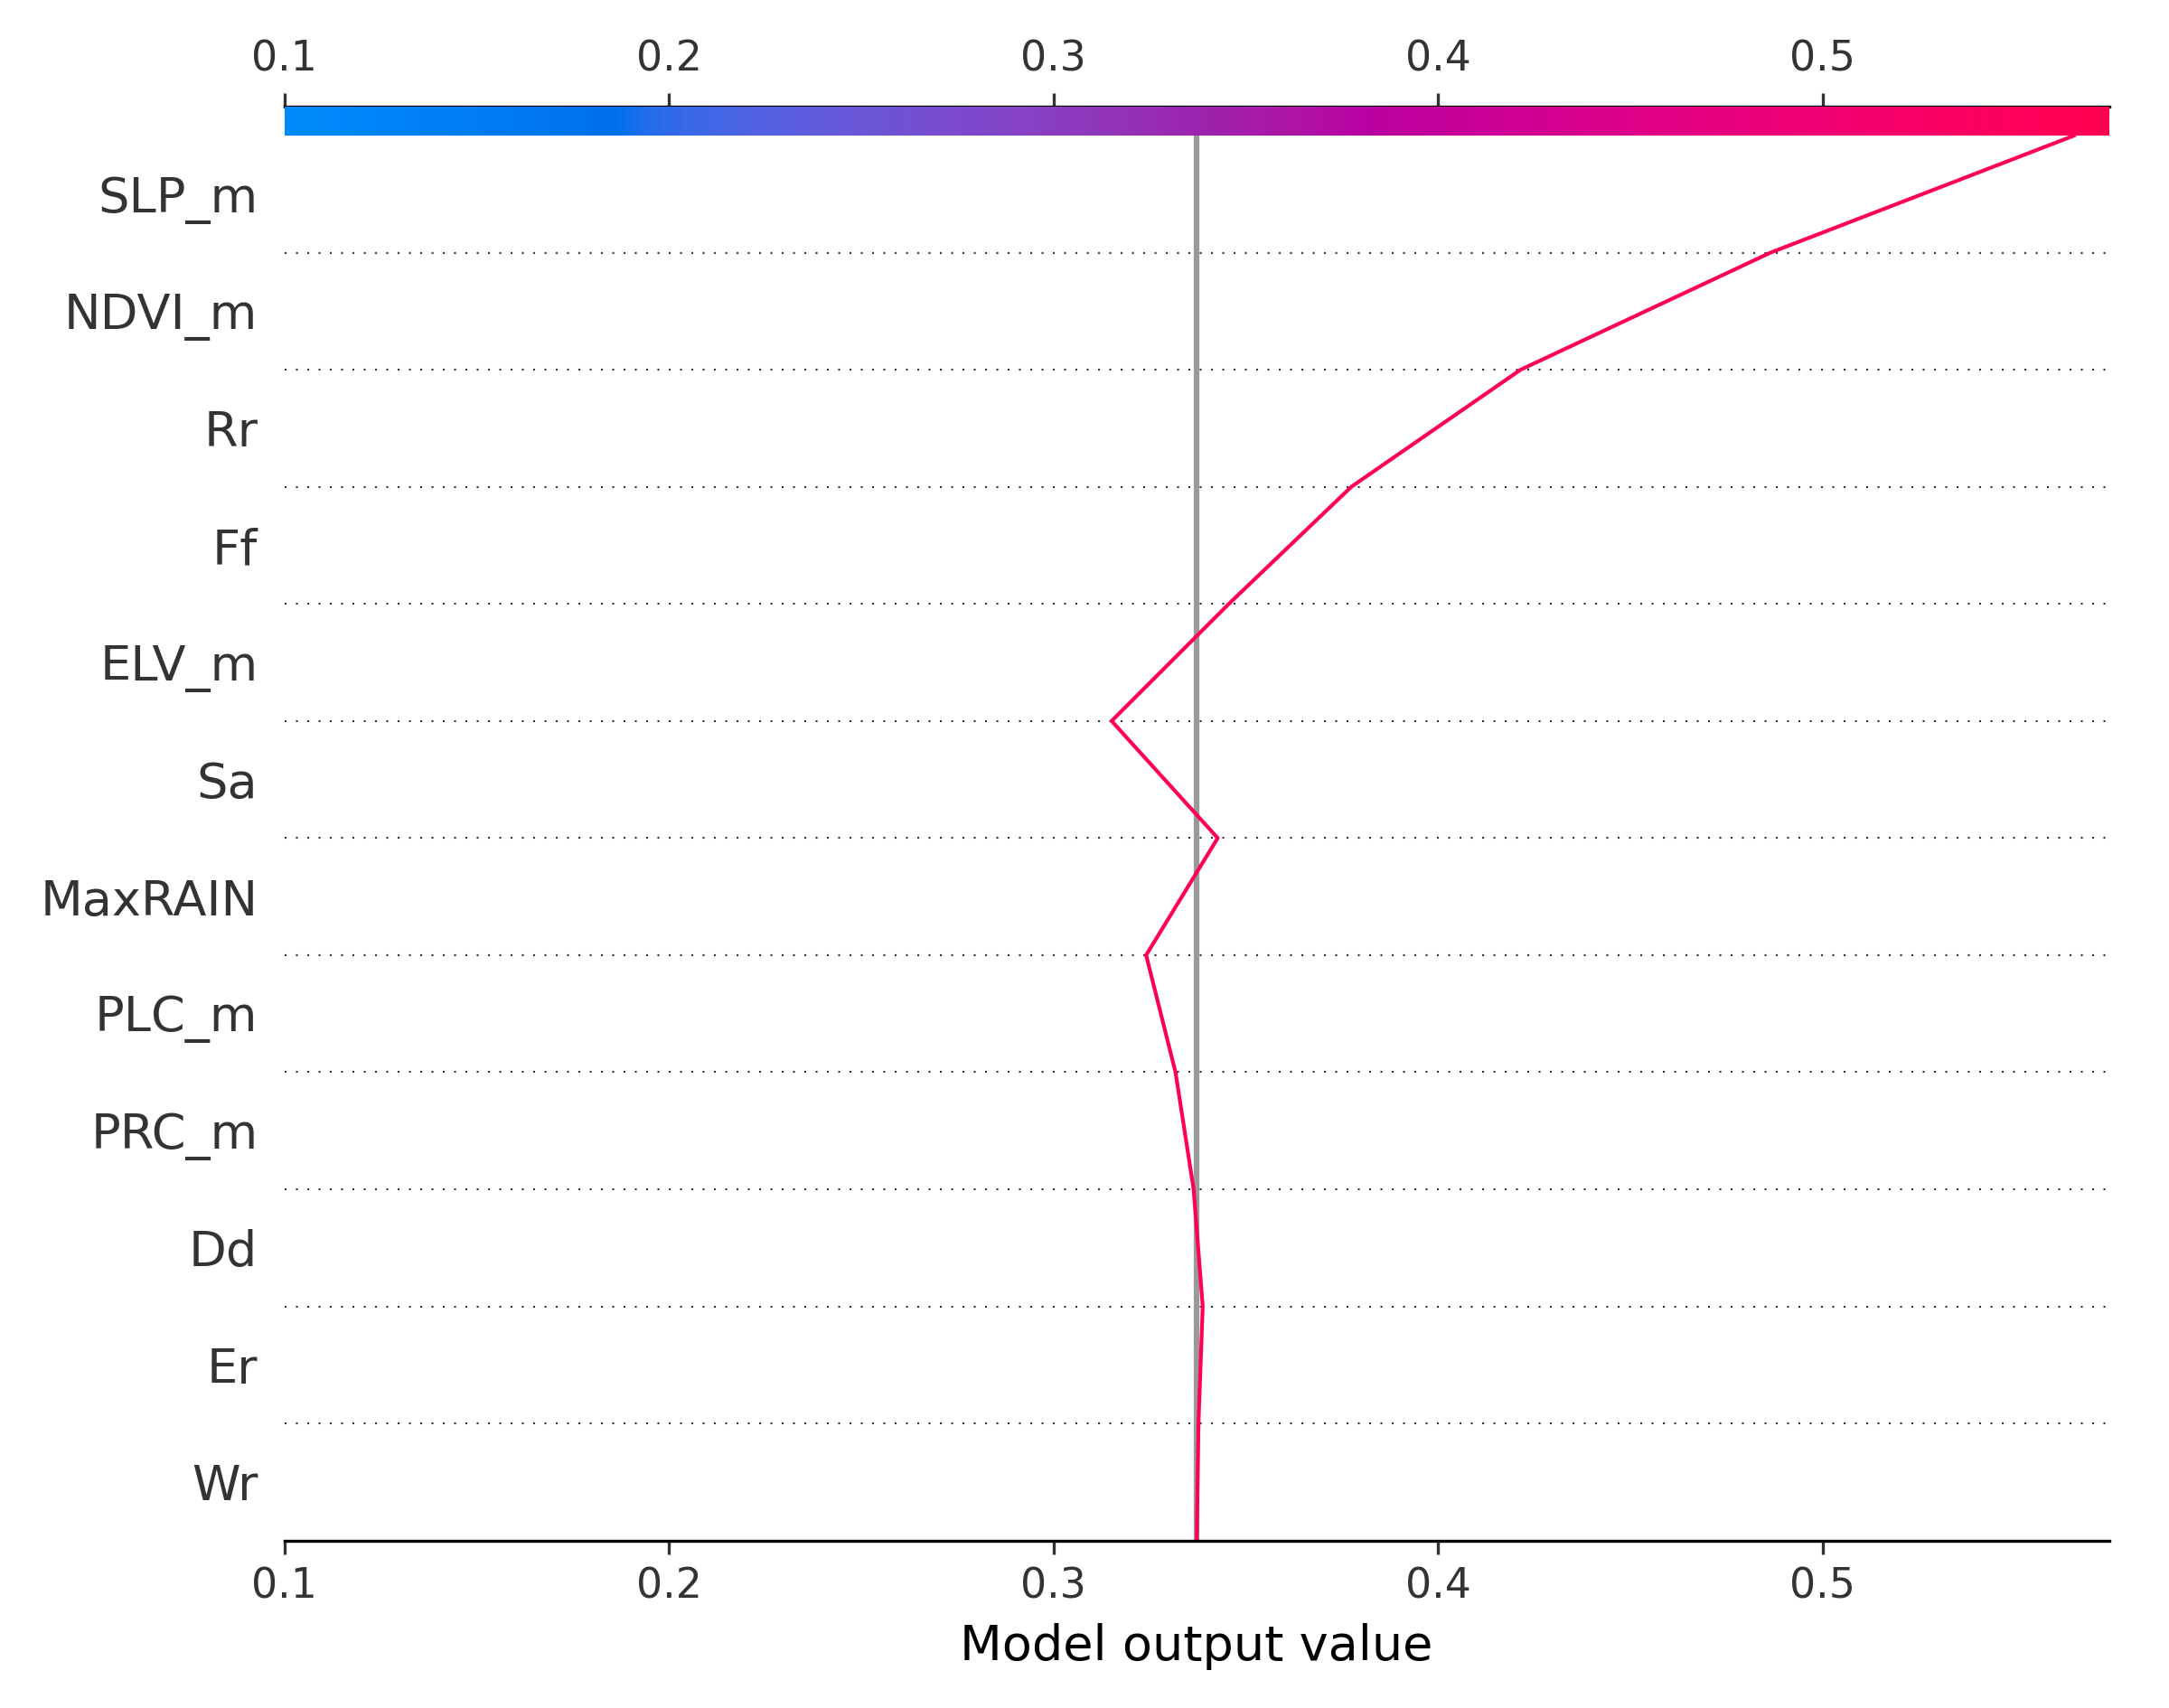 0.1 0.2 0.3 0.4 0.5
SLP_m
NDVI_m
Rr
Ff
ELV_m
Sa
MaxRAIN
PLC_m
PRC_m
Dd
Er
Wr
0.1 0.2 0.3 0.4 0.5
Model output value